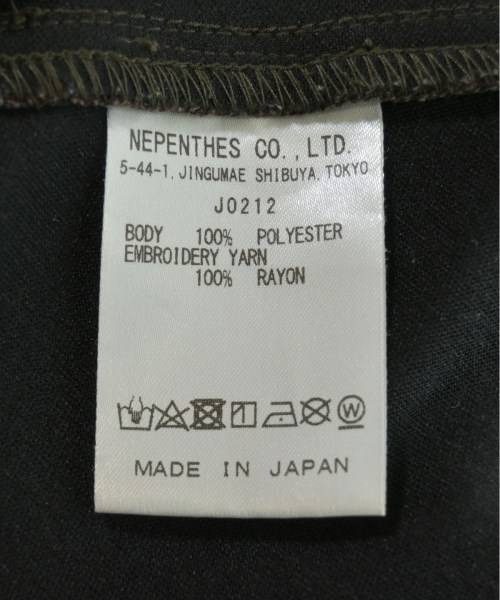 NEPENTHES CO., LTD.
5-44-1, JINGUMAE SHIBUYA, TOKYO
J0212
BODY 100% POLYESTER
EMBROIDERY YARN
100% RAYON
W
MADE IN JAPAN